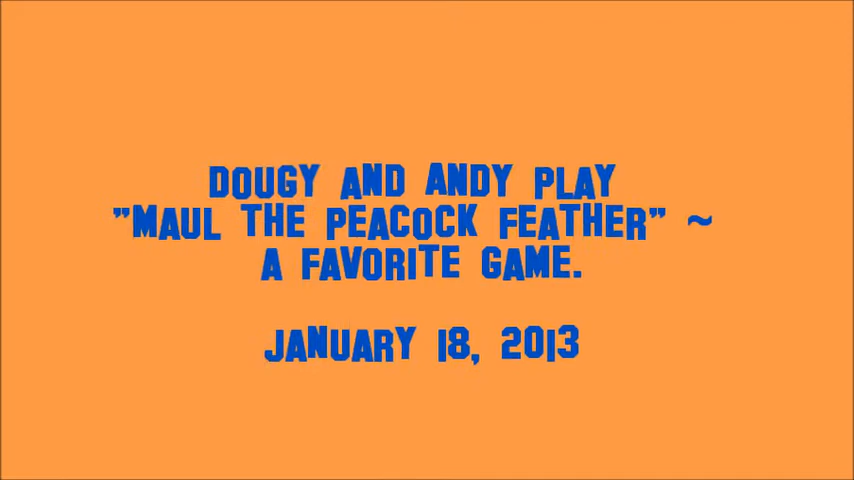 DOUGY AND ANDY PLAY
"MAUL THE PEACOCK FEATHER" ~
A FAVORITE GAME.
JANUARY 18, 2013